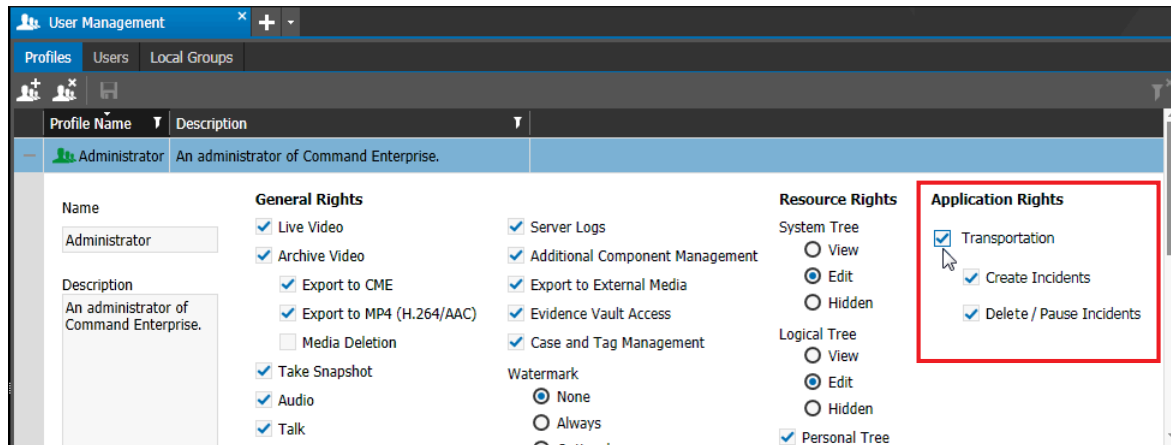 User Management
Profiles Users Local Groups
Profile Name Description
Administrator An administrator of Command Enterprise.
Name
Administrator
Description
An administrator of
Command Enterprise.
General Rights
Live Video
Archive Video
Export to CME
Export to MP4 (H.264/AAC)
Media Deletion
Take Snapshot
Audio
Talk
Server Logs
Additional Component Management
Export to External Media
Evidence Vault Access
Case and Tag Management
Watermark
None
Always
Resource Rights
System Tree
View
Edit
Hidden
Logical Tree
View
Edit
Hidden
Personal Tree
Application Rights
Transportation
Create Incidents
Delete / Pause Incidents